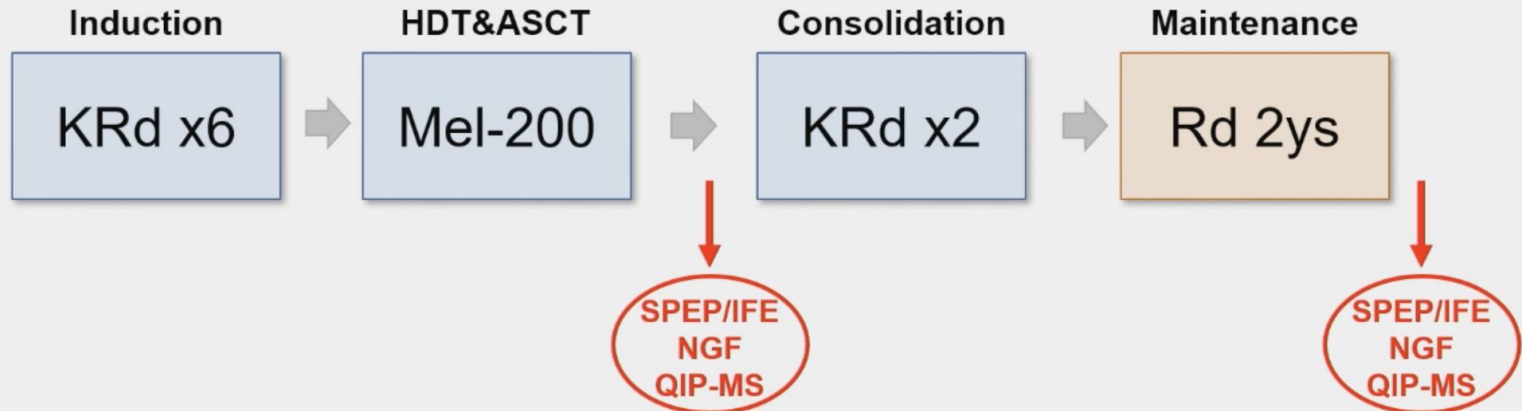 Induction
HDT&ASCT
Consolidation
Maintenance
KRd x6
Mel-200
KRd x2
Rd 2ys
SPEP/IFE
NGF
QIP-MS
SPEP/IFE
NGF
QIP-MS